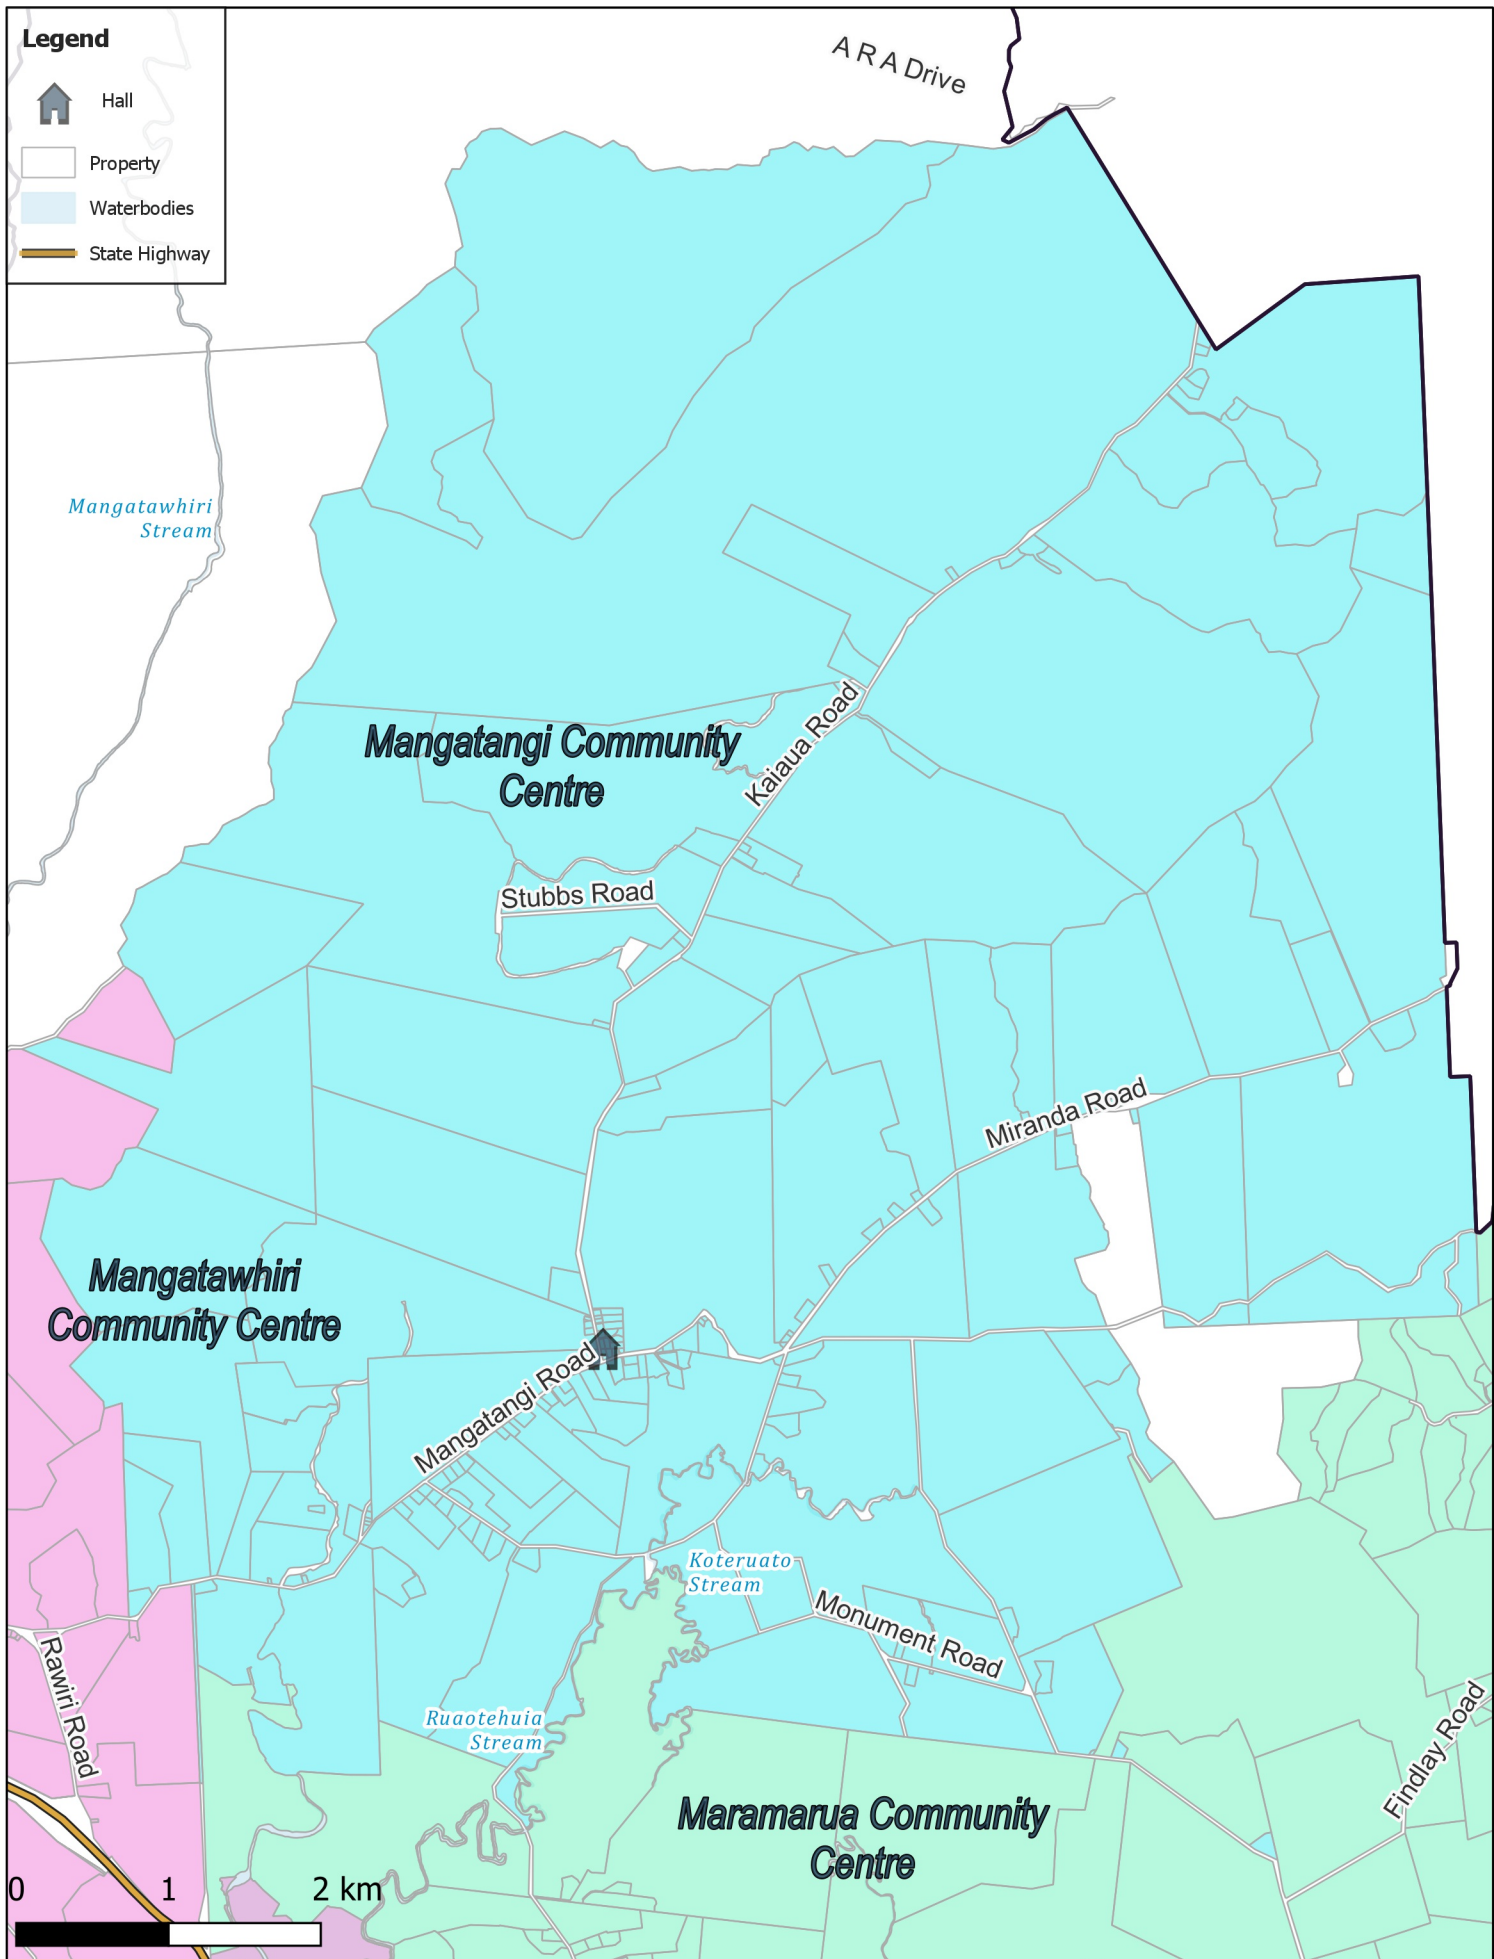 Legend
Hall
Property
Waterbodies
State Highway
A R A Drive
Mangatawhiri
Stream
Mangatangi Community
Centre
Kaiaua Road
Stubbs Road
Miranda Road
Mangatawhiri
Community Centre
Mangatangi Road
Koteruato
Stream
Monument Road
Rawiri Road
Ruaotehuia
Stream
Findlay Road
Maramarua Community
Centre
0 1 2 km